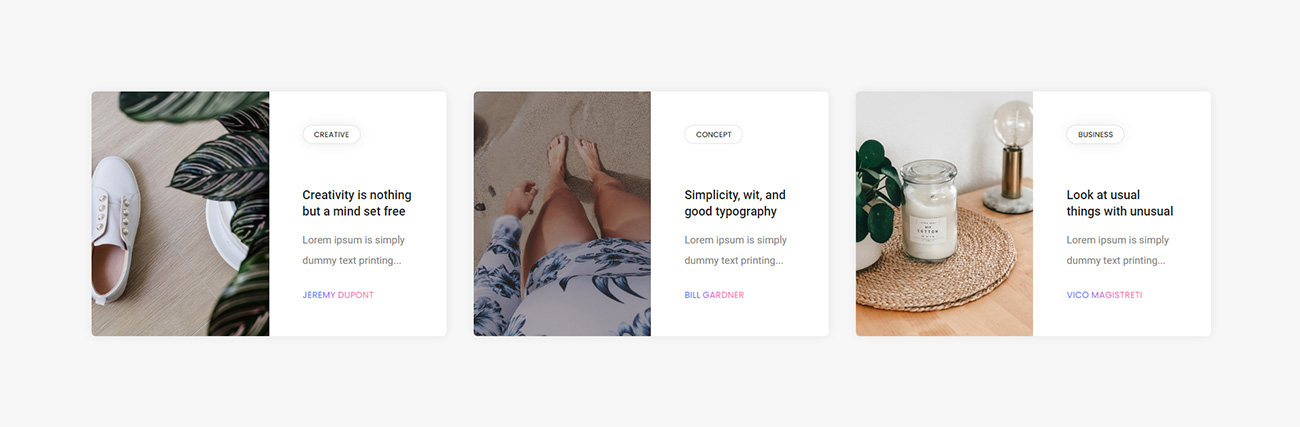 CREATIVE
Creativity is nothing
but a mind set free
Lorem ipsum is simply
dummy text printing...
JEREMY DUPONT
CONCEPT
Simplicity, wit, and
good typography
Lorem ipsum is simply
dummy text printing...
BILL GARDNER
BUSINESS
Look at usual
things with unusual
Lorem ipsum is simply
dummy text printing...
VICO MAGISTRETI
COTTON